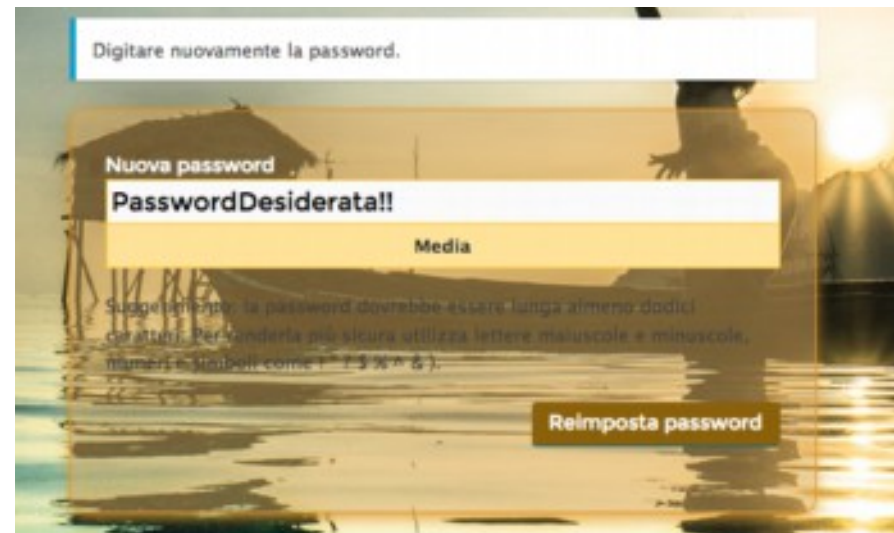 Digitare nuovamente la password.
Nuova password
PasswordDesiderata!!
Media
Suggerimento: la password dovrebbe essere lunga almeno dodici
caratteri. Per renderla più sicura utilizza lettere maiuscole e minuscole,
numeri e simboli come ! " ? $ % ^ & ).
Reimposta password